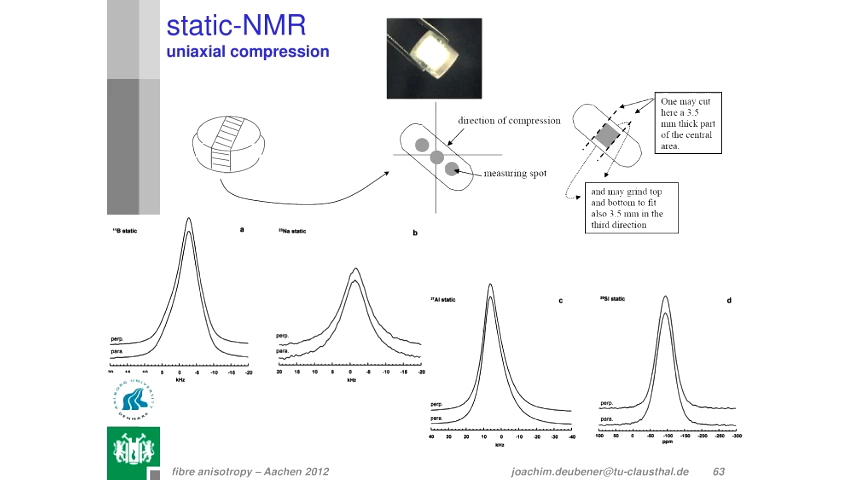 static-NMR
uniaxial compression
direction of compression
measuring spot
One may cut
here a 3.5
mm thick part
of the central
area.
and may grind top
and bottom to fit
also 3.5 mm in the
third direction
¹¹B static
a
perp.
para.
5 0 -5 -10 -15 -20
kHz
²³Na static
b
perp.
para.
20 15 10 5 0 -5 -10 -15 -20
kHz
²⁷Al static
c
perp.
para.
40 30 20 10 0 -10 -20 -30 -40
kHz
²⁹Si static
d
perp.
para.
100 50 0 -50 -100 -150 -200 -250 -300
ppm
AALBORG UNIVERSITY
DENMARK
fibre anisotropy – Aachen 2012
joachim.deubener@tu-clausthal.de
63